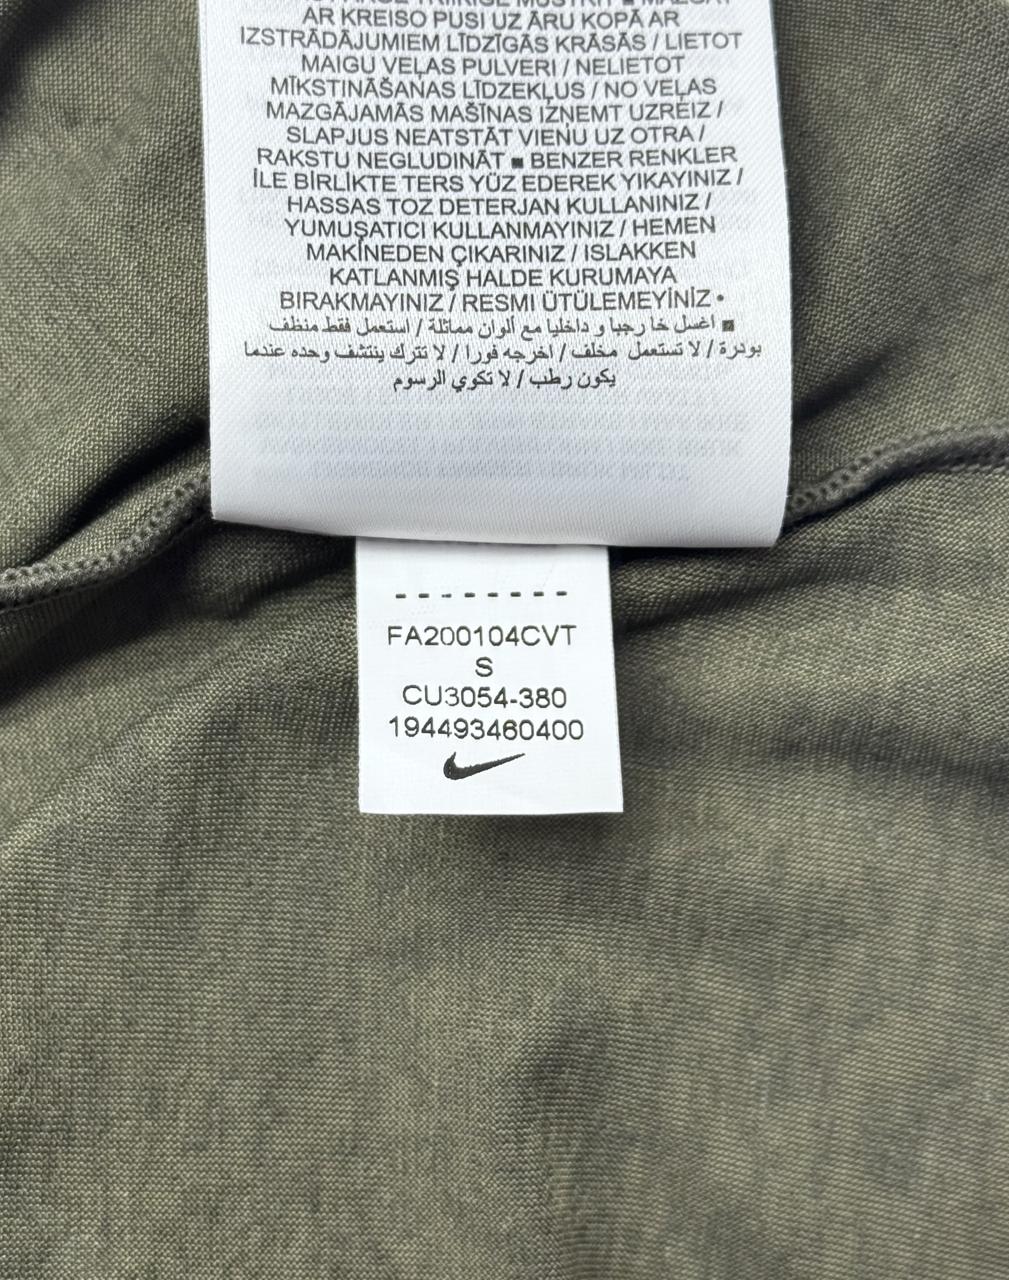 AR KREISO PUSI UZ ĀRU KOPĀ AR
IZSTRĀDĀJUMIEM LĪDZĪGĀS KRĀSĀS / LIETOT
MAIGU VEĻAS PULVERI / NELIETOT
MĪKSTINĀŠANAS LĪDZEKĻUS / NO VEĻAS
MAZGĀJAMĀS MAŠĪNAS IZŅEMT UZREIZ /
SLAPJUS NEATSTĀT VIENU UZ OTRA /
RAKSTU NEGLUDINĀT ■ BENZER RENKLER
İLE BİRLİKTE TERS YÜZ EDEREK YIKAYINIZ /
HASSAS TOZ DETERJAN KULLANINIZ /
YUMUŞATICI KULLANMAYINIZ / HEMEN
MAKİNEDEN ÇIKARINIZ / ISLAKKEN
KATLANMIŞ HALDE KURUMAYA
BIRAKMAYINIZ / RESMI ÜTÜLEMEYİNİZ •
■ اغسل خا رجيا و داخليا مع ألوان مماثلة / استعمل فقط منظف
بودرة / لا تستعمل مخلف / اخرجه فورا / لا تترك ينتشف وحده عندما
يكون رطب / لا تكوي الرسوم
--------
FA200104CVT
S
CU3054-380
194493460400